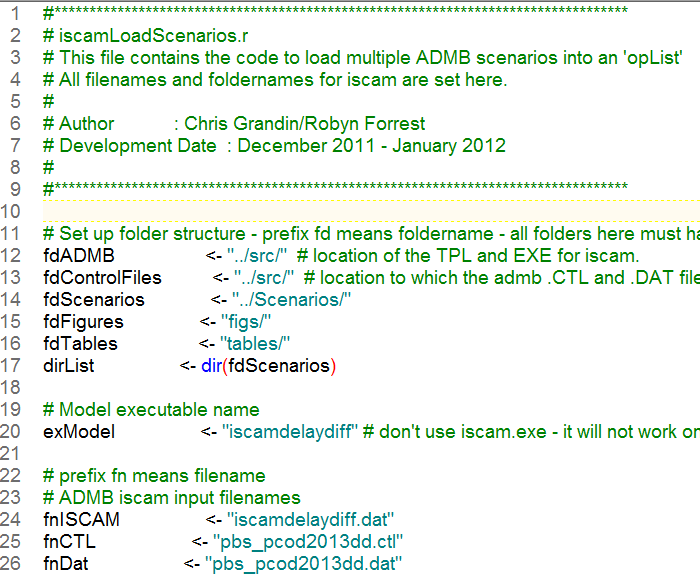 1 #*******************************************************************************
2 # iscamLoadScenarios.r
3 # This file contains the code to load multiple ADMB scenarios into an 'opList'
4 # All filenames and foldernames for iscam are set here.
5 #
6 # Author : Chris Grandin/Robyn Forrest
7 # Development Date : December 2011 - January 2012
8 #
9 #*******************************************************************************
10
11 # Set up folder structure - prefix fd means foldername - all folders here must ha
12 fdADMB <- "../src/" # location of the TPL and EXE for iscam.
13 fdControlFiles <- "../src/" # location to which the admb .CTL and .DAT file
14 fdScenarios <- "../Scenarios/"
15 fdFigures <- "figs/"
16 fdTables <- "tables/"
17 dirList <- dir(fdScenarios)
18
19 # Model executable name
20 exModel <- "iscamdelaydiff" # don't use iscam.exe - it will not work on
21
22 # prefix fn means filename
23 # ADMB iscam input filenames
24 fnISCAM <- "iscamdelaydiff.dat"
25 fnCTL <- "pbs_pcod2013dd.ctl"
26 fnDat <- "pbs_pcod2013dd.dat"